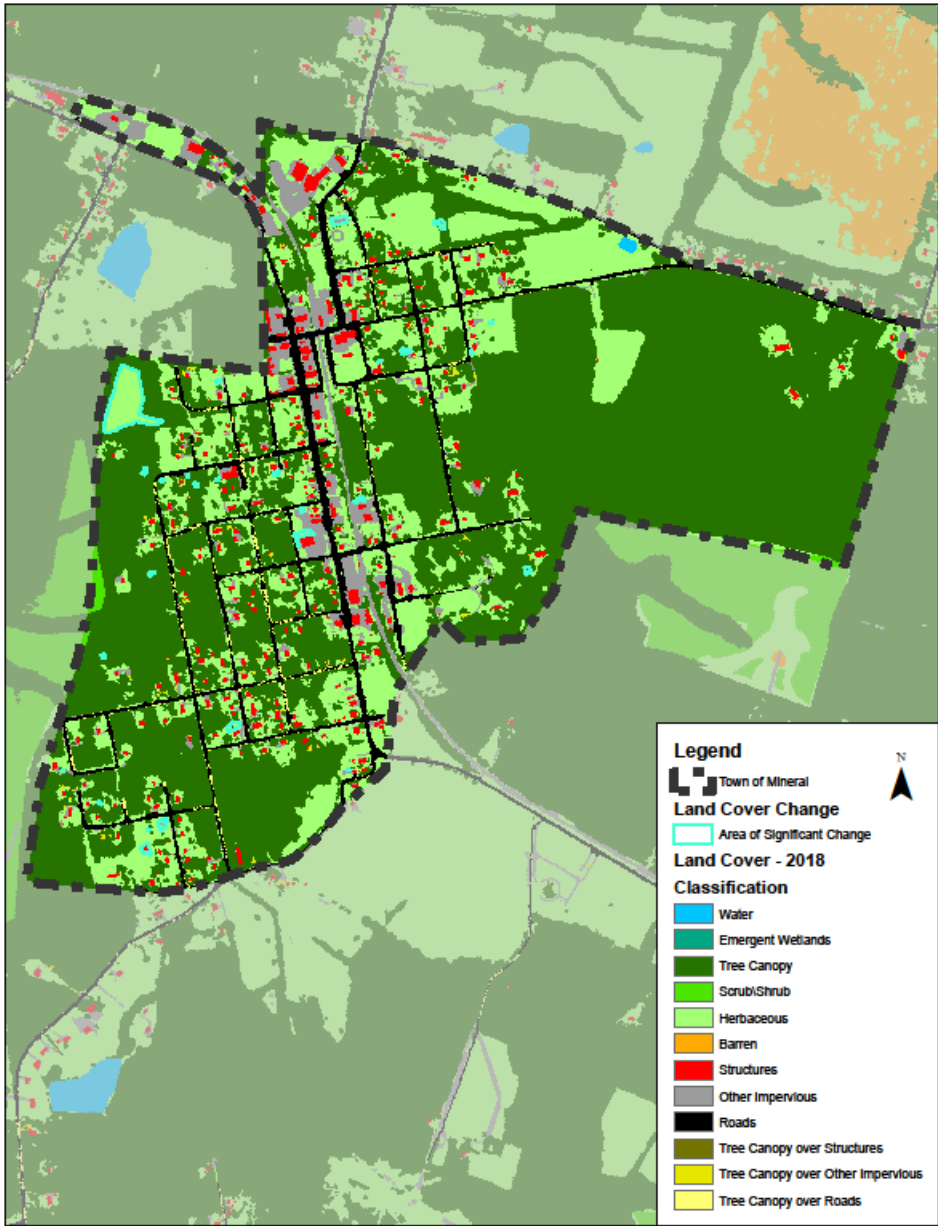 Legend
N
Town of Mineral
Land Cover Change
Area of Significant Change
Land Cover - 2018
Classification
Water
Emergent Wetlands
Tree Canopy
Scrub\Shrub
Herbaceous
Barren
Structures
Other Impervious
Roads
Tree Canopy over Structures
Tree Canopy over Other Impervious
Tree Canopy over Roads